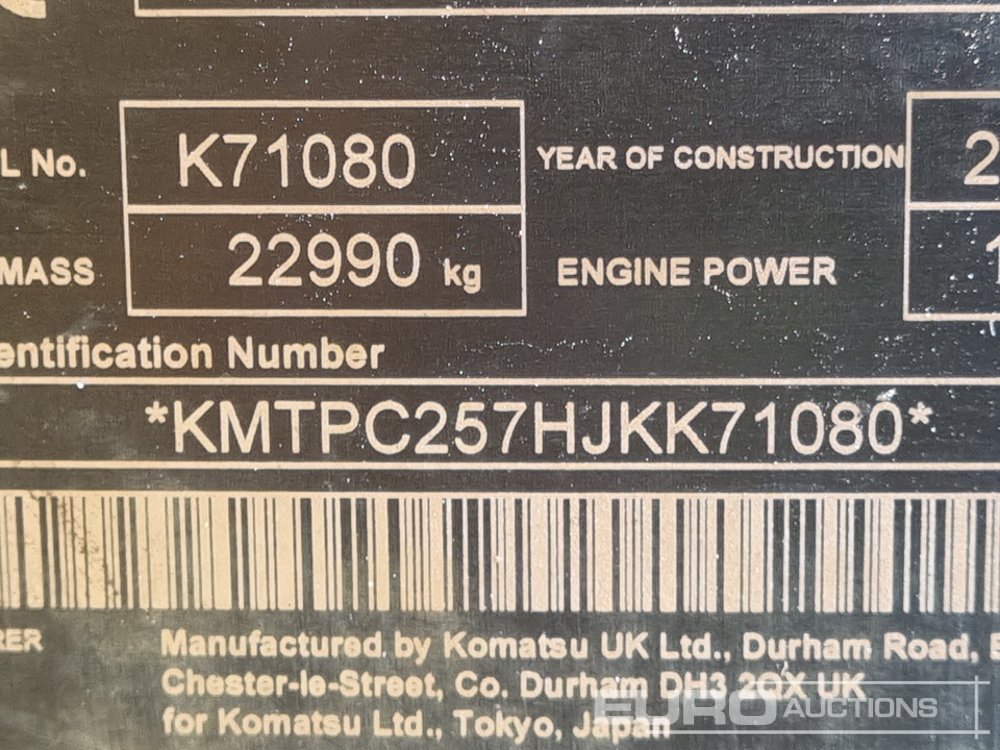 L No. K71080 YEAR OF CONSTRUCTION 2
MASS 22990 kg ENGINE POWER 1
entification Number
*KMTPC257HJKK71080*
RER Manufactured by Komatsu UK Ltd., Durham Road,
Chester-le-Street, Co. Durham DH3 2QX UK
for Komatsu Ltd., Tokyo, Japan
EURO AUCTIONS